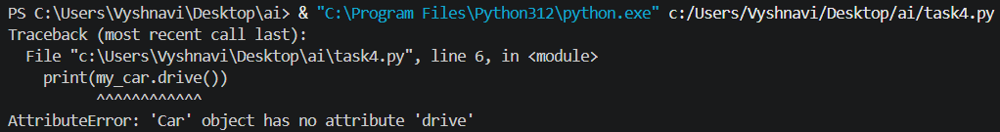 PS C:\Users\Vyshnavi\Desktop\ai> & "C:\Program Files\Python312\python.exe" c:/Users/Vyshnavi/Desktop/ai/task4.py
Traceback (most recent call last):
  File "c:\Users\Vyshnavi\Desktop\ai\task4.py", line 6, in <module>
    print(my_car.drive())
          ^^^^^^^^^^^^
AttributeError: 'Car' object has no attribute 'drive'